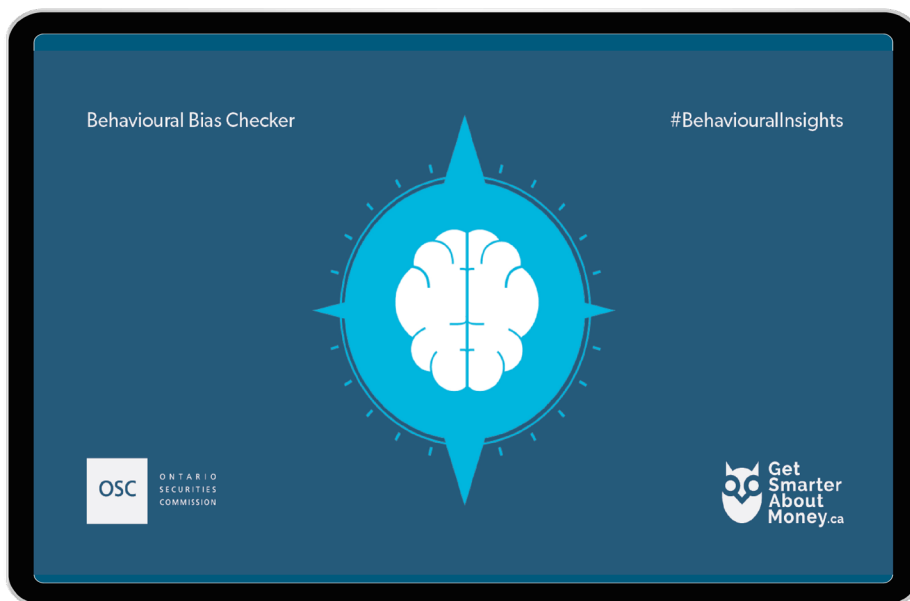 Behavioural Bias Checker
#BehaviouralInsights
OSC
ONTARIO
SECURITIES
COMMISSION
Get
Smarter
About
Money.ca